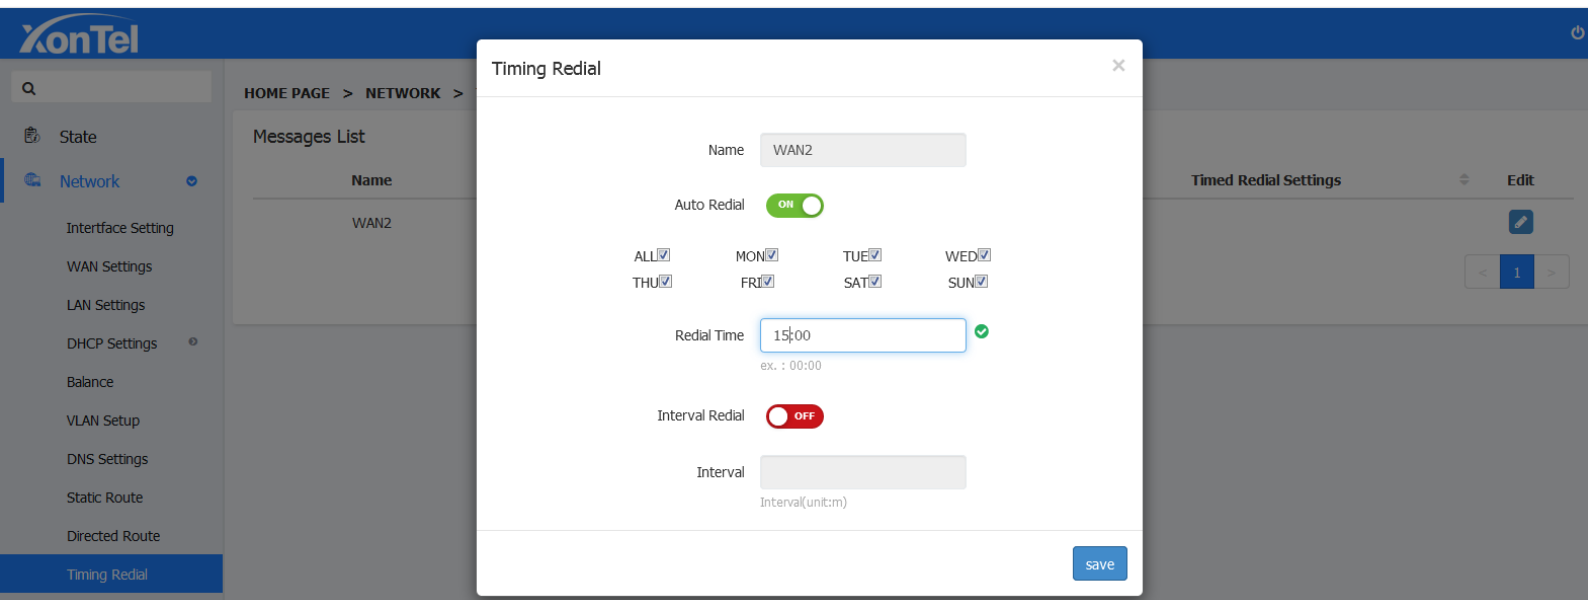 XonTel
HOME PAGE > NETWORK >
State
Network
Intertface Setting
WAN Settings
LAN Settings
DHCP Settings
Balance
VLAN Setup
DNS Settings
Static Route
Directed Route
Timing Redial
Messages List
Name
Timed Redial Settings
Edit
WAN2
< 1 >
Timing Redial ×
Name WAN2
Auto Redial ON
ALL MON TUE WED
THU FRI SAT SUN
Redial Time 15:00
ex. : 00:00
Interval Redial OFF
Interval
Interval(unit:m)
save